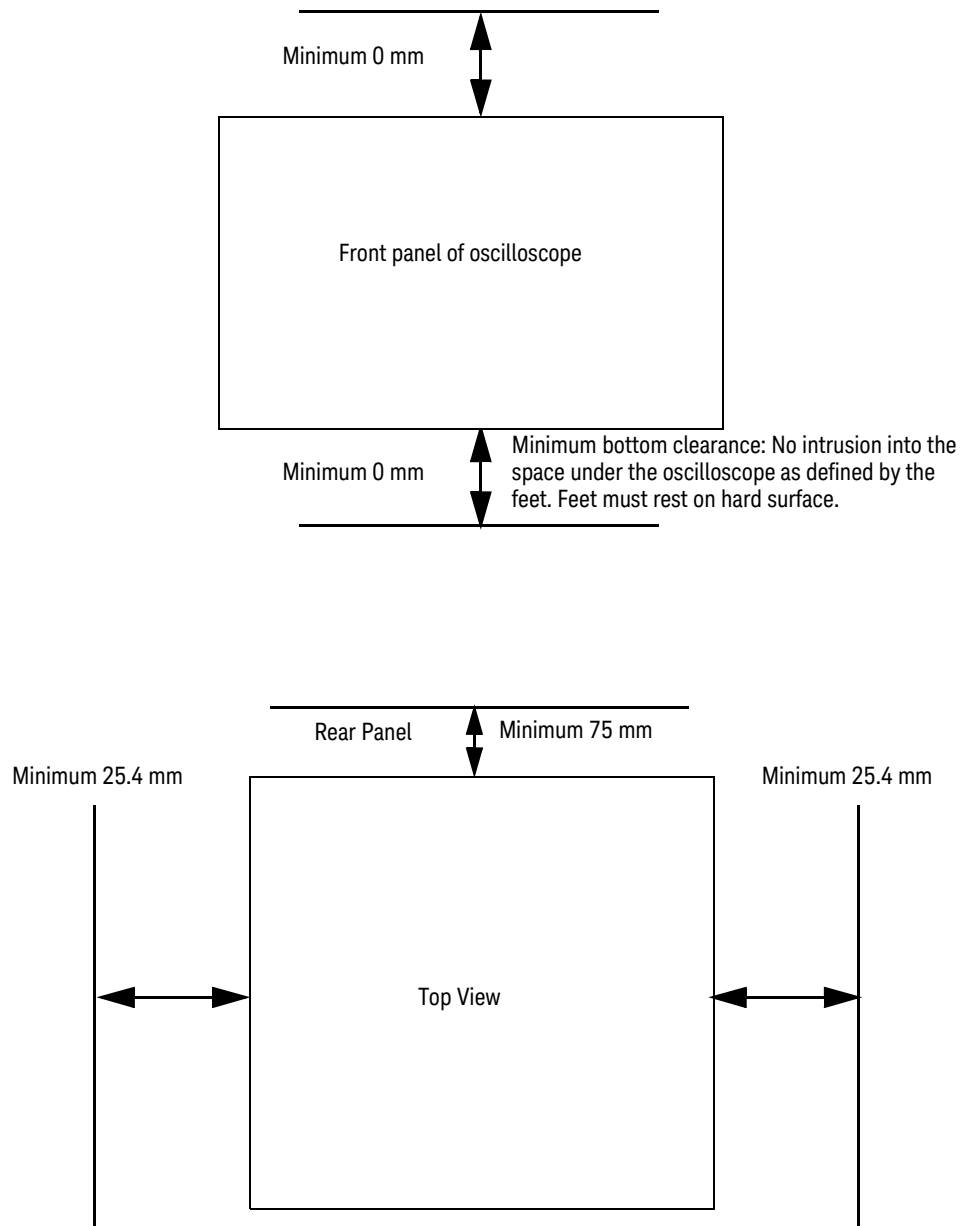 Minimum 0 mm
Front panel of oscilloscope
Minimum 0 mm
Minimum bottom clearance: No intrusion into the
space under the oscilloscope as defined by the
feet. Feet must rest on hard surface.
Rear Panel
Minimum 75 mm
Minimum 25.4 mm
Minimum 25.4 mm
Top View